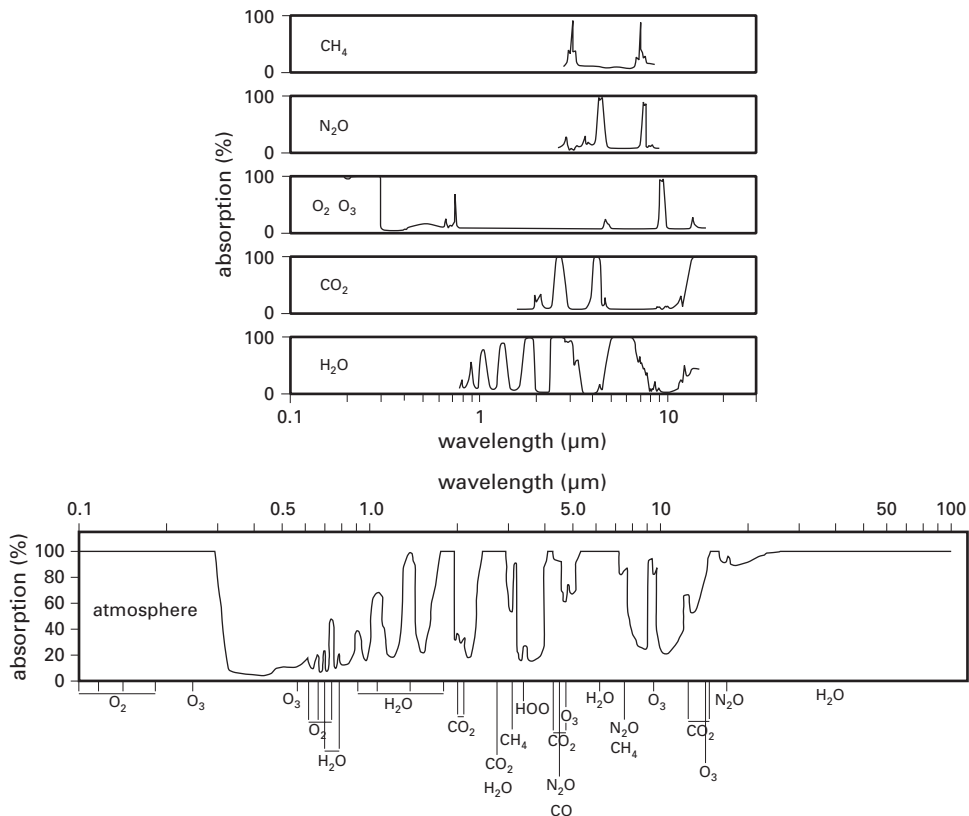 100
CH₄
0
100
N₂O
0
absorption (%)
100
O₂ O₃
0
100
CO₂
0
100
H₂O
0
0.1 1 10
wavelength (µm)
wavelength (µm)
0.1 0.5 1.0 5.0 10 50 100
absorption (%)
100
80
60
atmosphere
40
20
0
O₂ O₃ O₃ O₂ H₂O H₂O CO₂ CO₂ H₂O CH₄ HOO CO₂ O₃ N₂O CO H₂O N₂O CH₄ O₃ CO₂ O₃ N₂O H₂O